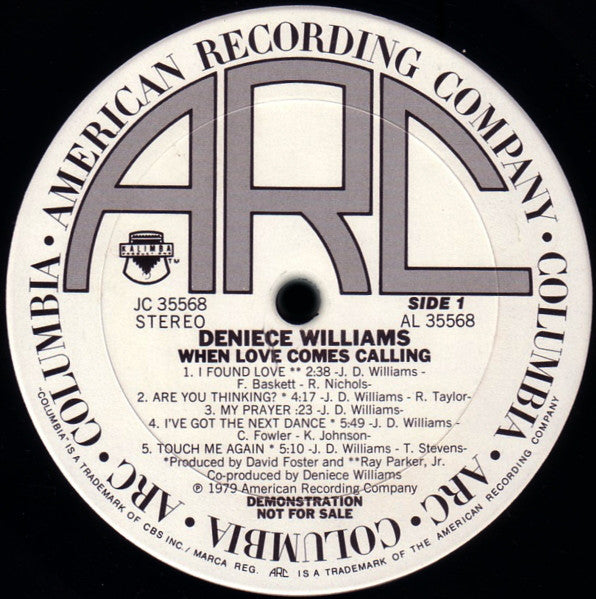 COLUMBIA • AMERICAN RECORDING COMPANY • COLUMBIA • ARC • COLUMBIA • ARC •
ARC
KALIMBA
TM
JC 35568
STEREO
SIDE 1
AL 35568
DENIECE WILLIAMS
WHEN LOVE COMES CALLING
1. I FOUND LOVE ** 2:38 -J. D. Williams -
F. Baskett - R. Nichols-
2. ARE YOU THINKING? * 4:17 -J. D. Williams - R. Taylor-
3. MY PRAYER :23 -J. D. Williams-
4. I'VE GOT THE NEXT DANCE * 5:49 -J. D. Williams -
C. Fowler - K. Johnson-
5. TOUCH ME AGAIN * 5:10 -J. D. Williams - T. Stevens-
*Produced by David Foster and **Ray Parker, Jr.
Co-produced by Deniece Williams
℗ 1979 American Recording Company
DEMONSTRATION
NOT FOR SALE
"COLUMBIA" IS A TRADEMARK OF CBS INC./ MARCA REG. ARC IS A TRADEMARK OF THE AMERICAN RECORDING COMPANY